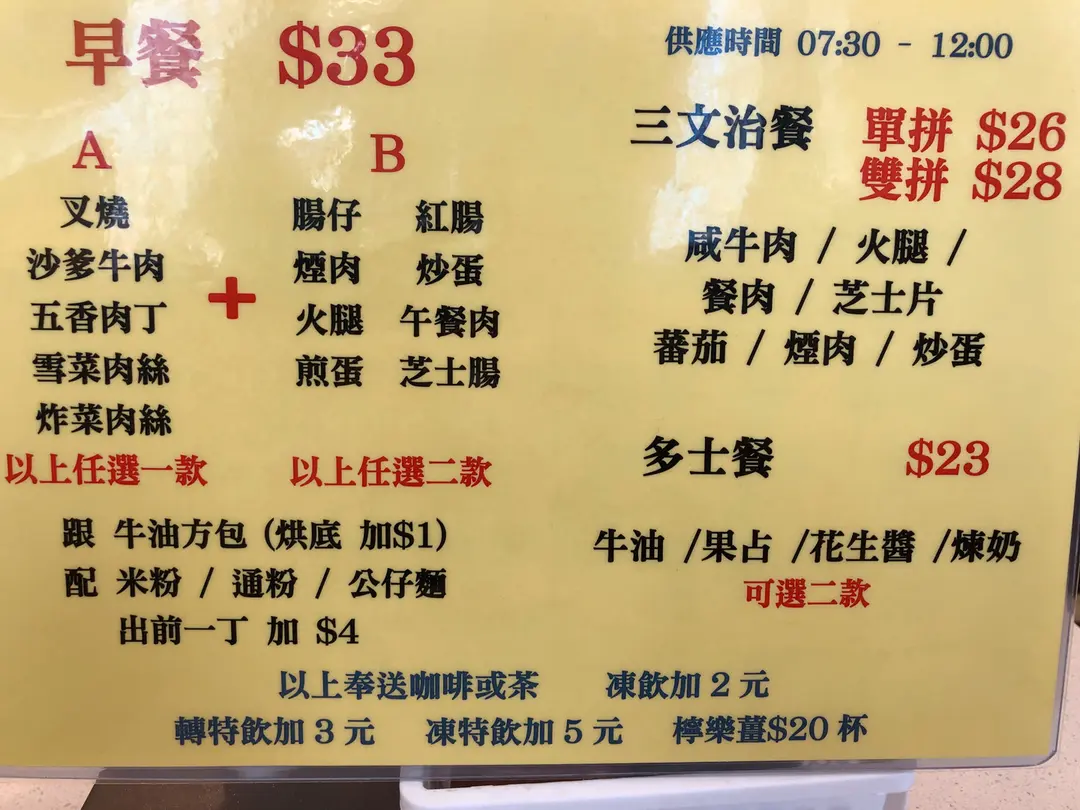 早餐 $33
A
叉燒
沙爹牛肉
五香肉丁
雪菜肉絲
炸菜肉絲
以上任選一款
+
B
腸仔 紅腸
煙肉 炒蛋
火腿 午餐肉
煎蛋 芝士腸
以上任選二款
跟 牛油方包 (烘底 加$1)
配 米粉 / 通粉 / 公仔麵
出前一丁 加 $4
供應時間 07:30 - 12:00
三文治餐 單拼 $26
雙拼 $28
咸牛肉 / 火腿 /
餐肉 / 芝士片
蕃茄 / 煙肉 / 炒蛋
多士餐 $23
牛油 /果占 /花生醬 /煉奶
可選二款
以上奉送咖啡或茶 凍飲加 2 元
轉特飲加 3 元 凍特飲加 5 元 檸樂薑$20 杯